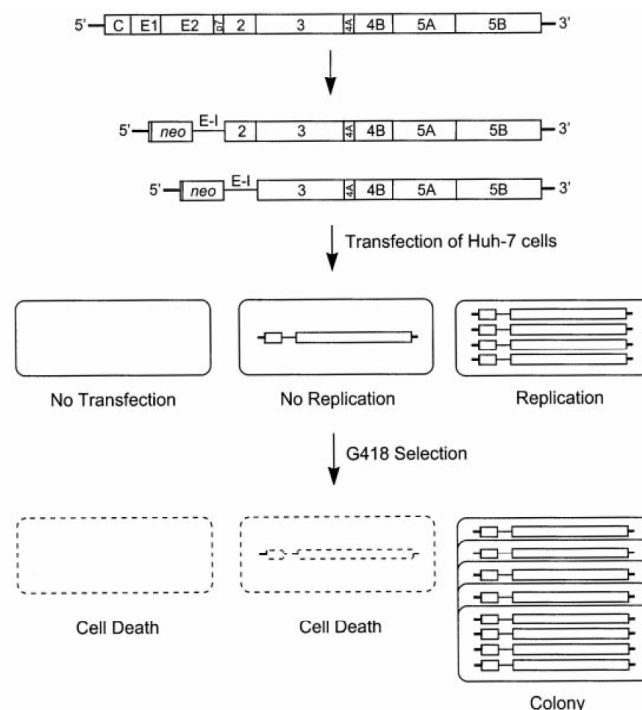 5' C E1 E2 p7 2 3 4A 4B 5A 5B 3'
5' neo E-I 2 3 4A 4B 5A 5B 3'
5' neo E-I 3 4A 4B 5A 5B 3'
Transfection of Huh-7 cells
No Transfection No Replication Replication
G418 Selection
Cell Death Cell Death
Colony